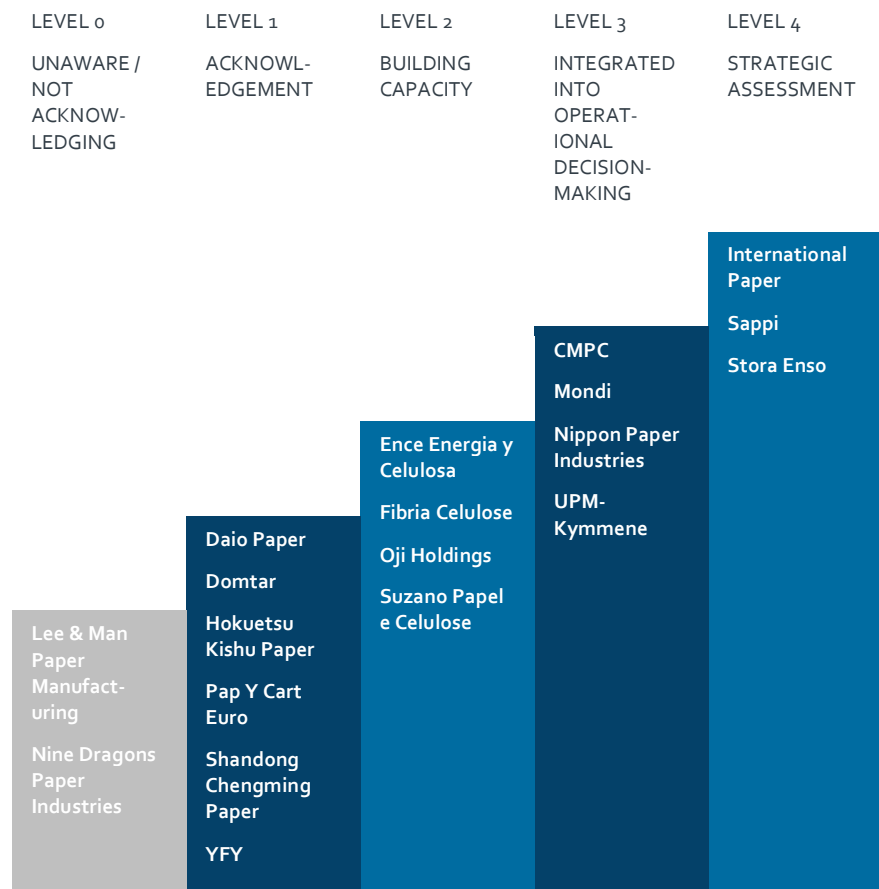 LEVEL 0
UNAWARE /
NOT
ACKNOW-
LEDGING
LEVEL 1
ACKNOWL-
EDGEMENT
LEVEL 2
BUILDING
CAPACITY
LEVEL 3
INTEGRATED
INTO
OPERAT-
IONAL
DECISION-
MAKING
LEVEL 4
STRATEGIC
ASSESSMENT
Lee & Man
Paper
Manufact-
uring
Nine Dragons
Paper
Industries
Daio Paper
Domtar
Hokuetsu
Kishu Paper
Pap Y Cart
Euro
Shandong
Chengming
Paper
YFY
Ence Energia y
Celulosa
Fibria Celulose
Oji Holdings
Suzano Papel
e Celulose
CMPC
Mondi
Nippon Paper
Industries
UPM-
Kymmene
International
Paper
Sappi
Stora Enso